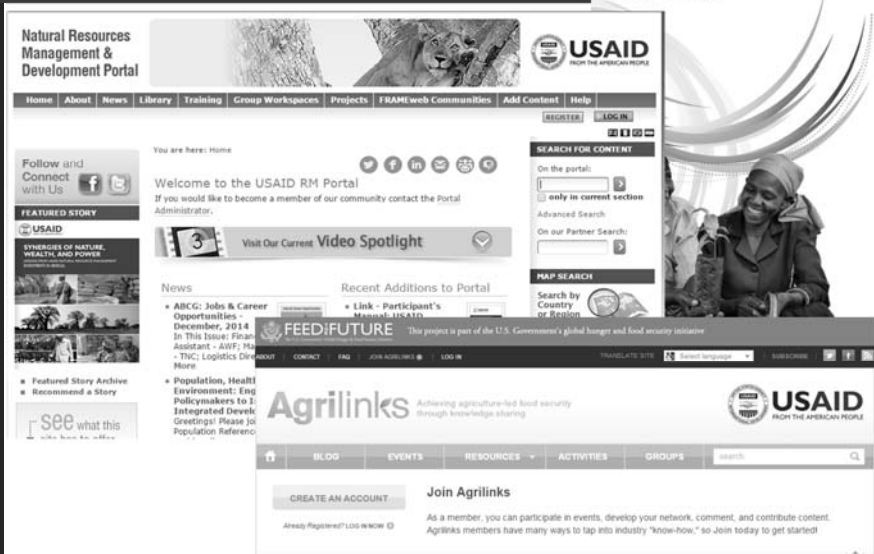 Natural Resources
Management &
Development Portal
USAID
FROM THE AMERICAN PEOPLE
Home About News Library Training Group Workspaces Projects FRAMEweb Communities Add Content Help
REGISTER LOG IN
Follow and
Connect
with Us
FEATURED STORY
USAID
SYNERGIES OF NATURE,
WEALTH, AND POWER
Featured Story Archive
Recommend a Story
see what this
site has to offer
You are here: Home
Welcome to the USAID RM Portal
If you would like to become a member of our community contact the Portal
Administrator.
3 Visit Our Current Video Spotlight
News
ABCG: Jobs & Career
Opportunities -
December, 2014
In This Issue: Finan
Assistant - AWF; Ma
- TNC; Logistics Dire
More
Population, Healt
Environment: Eng
Policymakers to I
Integrated Develo
Greetings! Please joi
Population Referenc
Recent Additions to Portal
Link - Participant's
Manual: USAID
SEARCH FOR CONTENT
On the portal:
only in current section
Advanced Search
On our Partner Search:
MAP SEARCH
Search by
Country
or Region
FEED THE FUTURE
This project is part of the U.S. Government's global hunger and food security initiative
ABOUT CONTACT FAQ JOIN AGRILINKS LOG IN TRANSLATE SITE Select language SUBSCRIBE
Agrilinks
Achieving agriculture-led food security
through knowledge sharing
USAID
FROM THE AMERICAN PEOPLE
BLOG EVENTS RESOURCES ACTIVITIES GROUPS search
CREATE AN ACCOUNT
Already Registered? LOG IN NOW
Join Agrilinks
As a member, you can participate in events, develop your network, comment, and contribute content.
Agrilinks members have many ways to tap into industry "know-how," so Join today to get started!